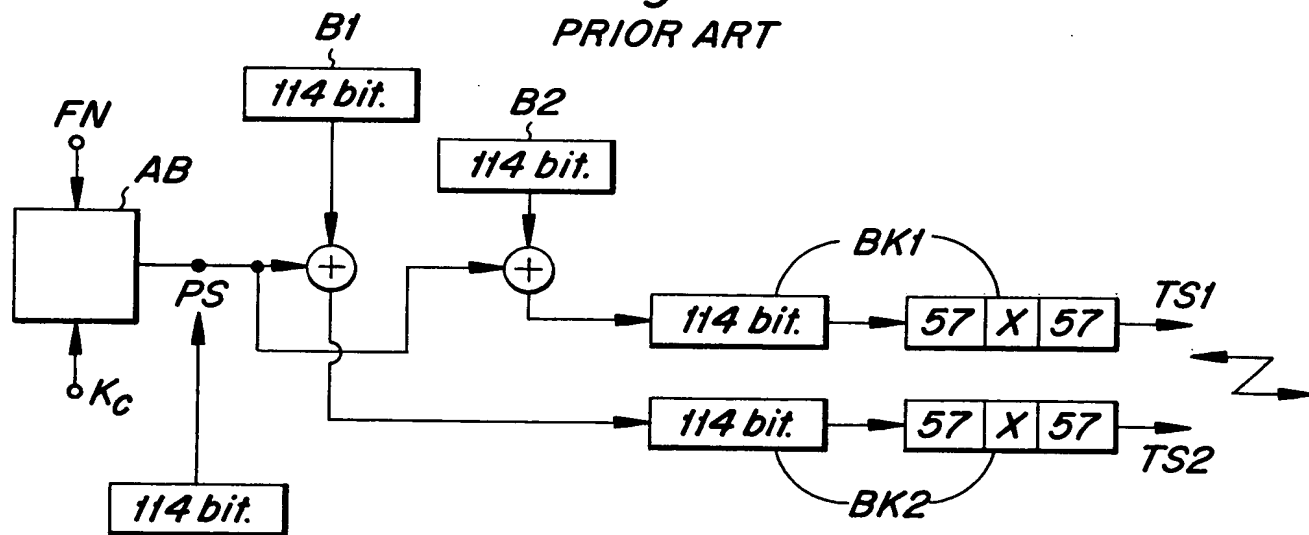 PRIOR ART
B1
114 bit.
B2
114 bit.
FN
AB
+
+
PS
Kc
114 bit.
BK1
114 bit.
57 X 57
TS1
114 bit.
57 X 57
TS2
BK2